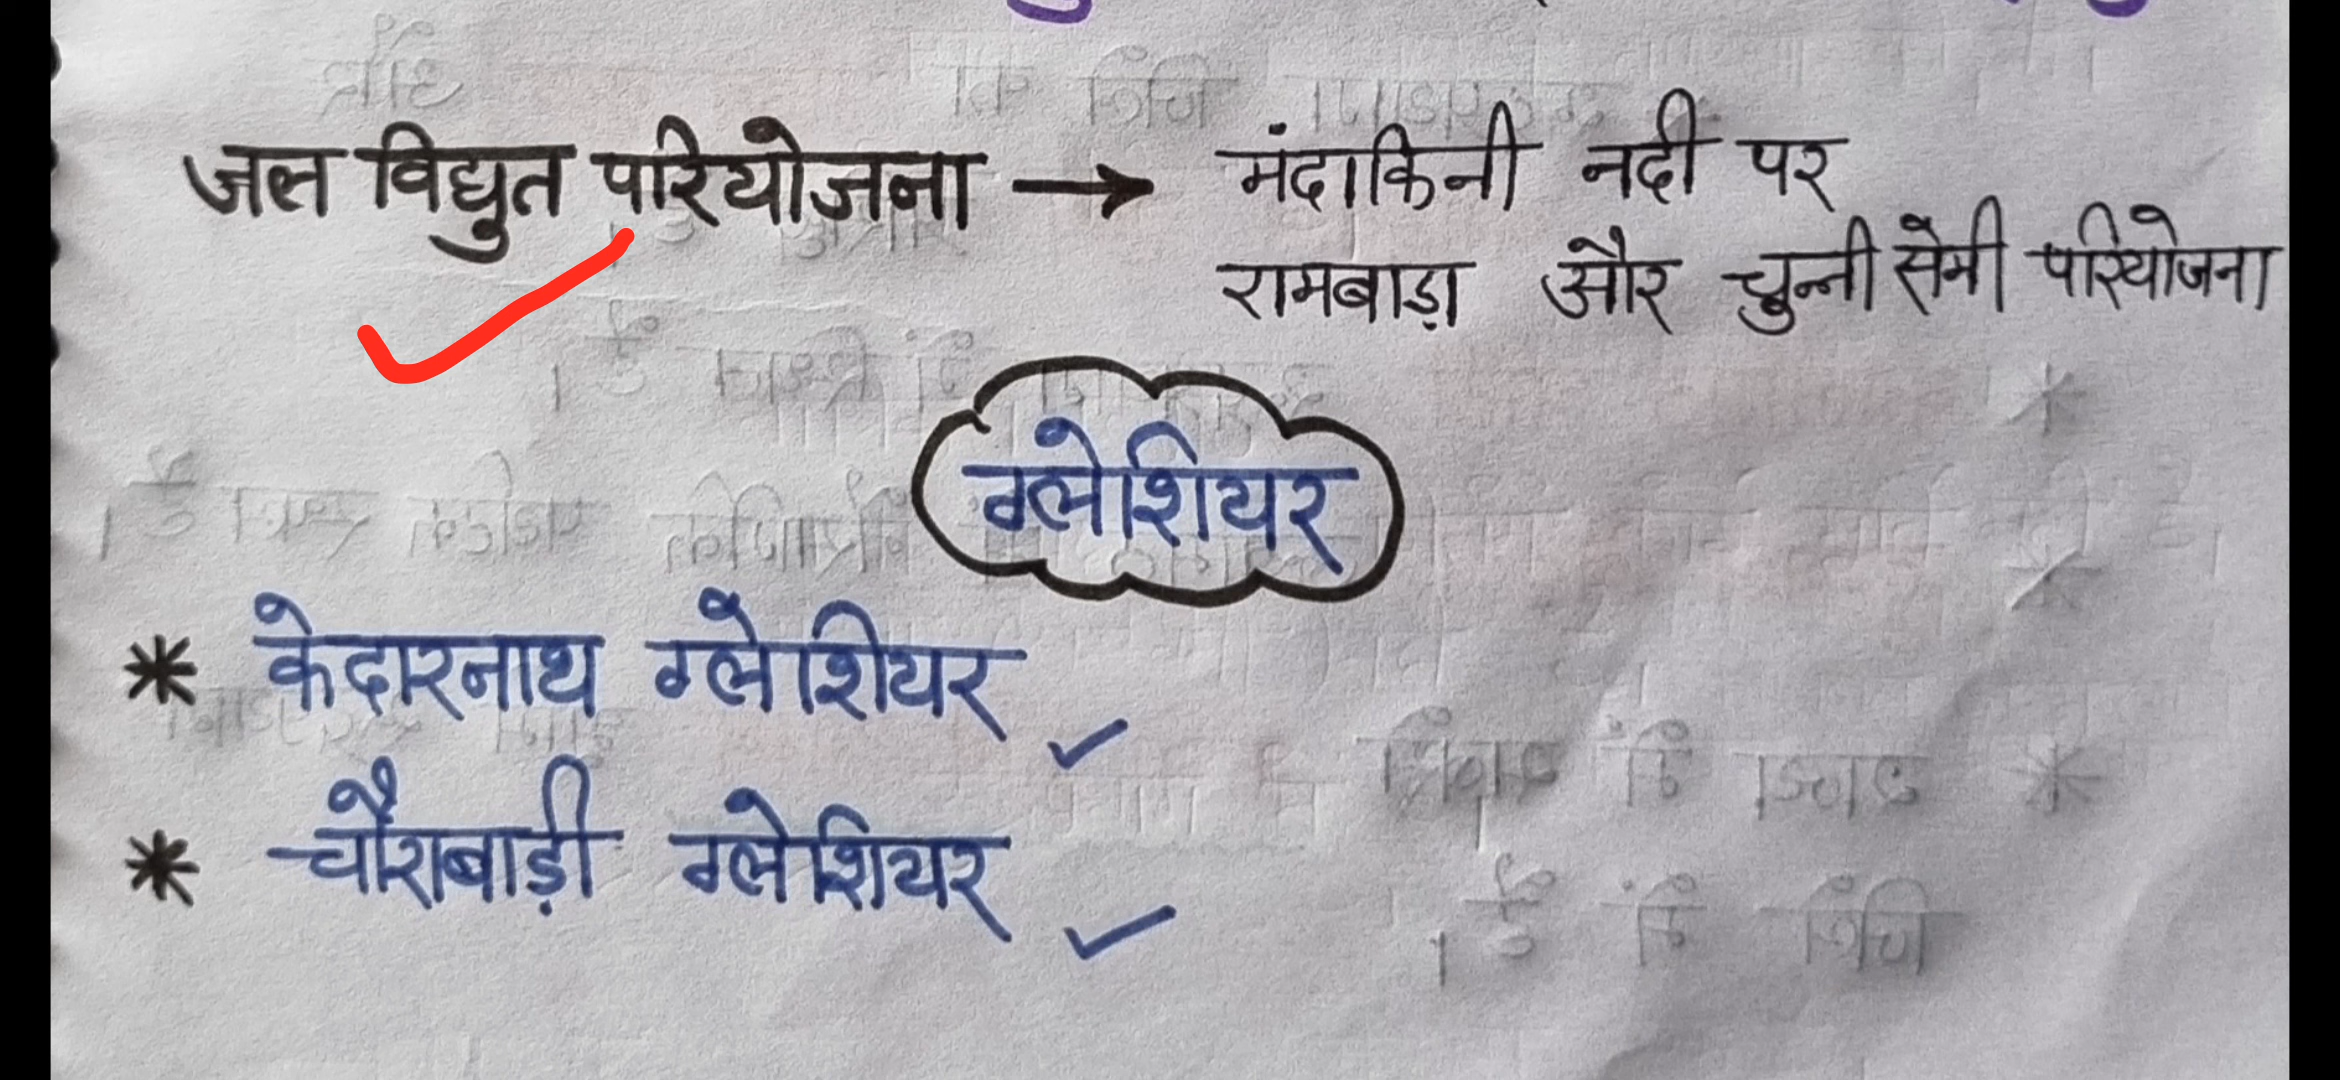 जल विद्युत परियोजना → मंदाकिनी नदी पर
रामबाड़ा और चुन्नी सेमी परियोजना
ग्लेशियर
* केदारनाथ ग्लेशियर ✓
* चौराबाड़ी ग्लेशियर ✓